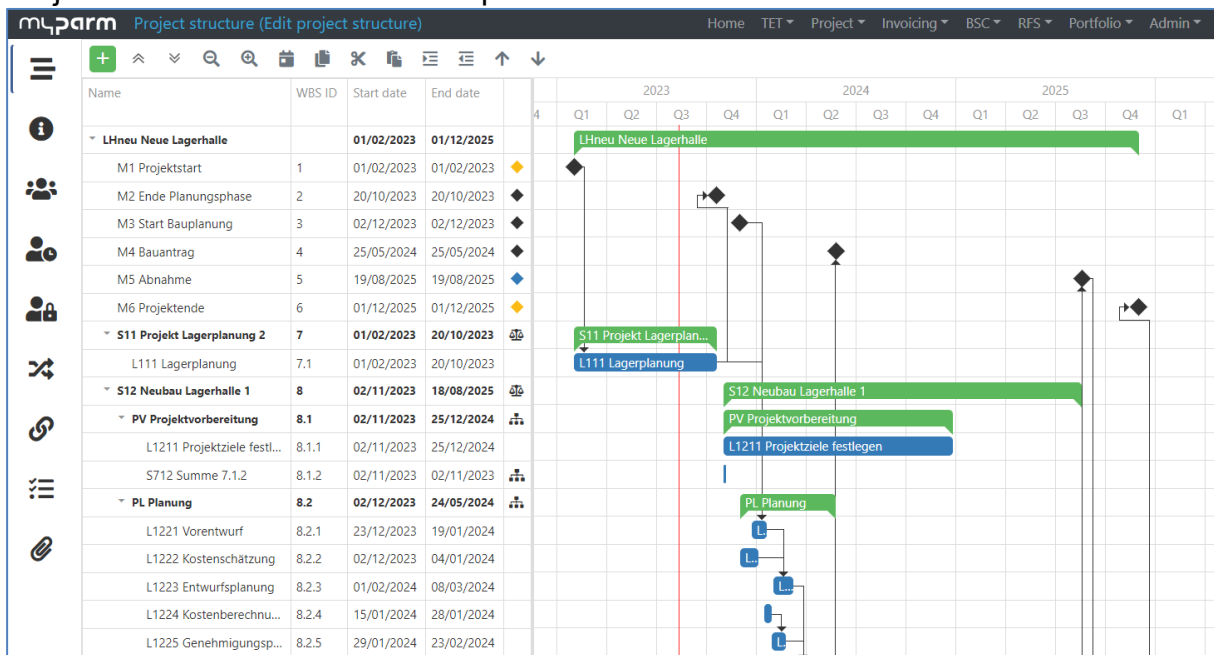 myparm Project structure (Edit project structure) Home TET Project Invoicing BSC RFS Portfolio Admin
Name WBS ID Start date End date 2023 2024 2025
4 Q1 Q2 Q3 Q4 Q1 Q2 Q3 Q4 Q1 Q2 Q3 Q4 Q1
LHneu Neue Lagerhalle 01/02/2023 01/12/2025 LHneu Neue Lagerhalle
M1 Projektstart 1 01/02/2023 01/02/2023
M2 Ende Planungsphase 2 20/10/2023 20/10/2023
M3 Start Bauplanung 3 02/12/2023 02/12/2023
M4 Bauantrag 4 25/05/2024 25/05/2024
M5 Abnahme 5 19/08/2025 19/08/2025
M6 Projektende 6 01/12/2025 01/12/2025
S11 Projekt Lagerplanung 2 7 01/02/2023 20/10/2023 S11 Projekt Lagerplan...
L111 Lagerplanung 7.1 01/02/2023 20/10/2023 L111 Lagerplanung
S12 Neubau Lagerhalle 1 8 02/11/2023 18/08/2025 S12 Neubau Lagerhalle 1
PV Projektvorbereitung 8.1 02/11/2023 25/12/2024 PV Projektvorbereitung
L1211 Projektziele festl... 8.1.1 02/11/2023 25/12/2024 L1211 Projektziele festlegen
S712 Summe 7.1.2 8.1.2 02/11/2023 02/11/2023
PL Planung 8.2 02/12/2023 24/05/2024 PL Planung
L1221 Vorentwurf 8.2.1 23/12/2023 19/01/2024 L.
L1222 Kostenschätzung 8.2.2 02/12/2023 04/01/2024 L...
L1223 Entwurfsplanung 8.2.3 01/02/2024 08/03/2024 L...
L1224 Kostenberechnu... 8.2.4 15/01/2024 28/01/2024
L1225 Genehmigungsp... 8.2.5 29/01/2024 23/02/2024 L.